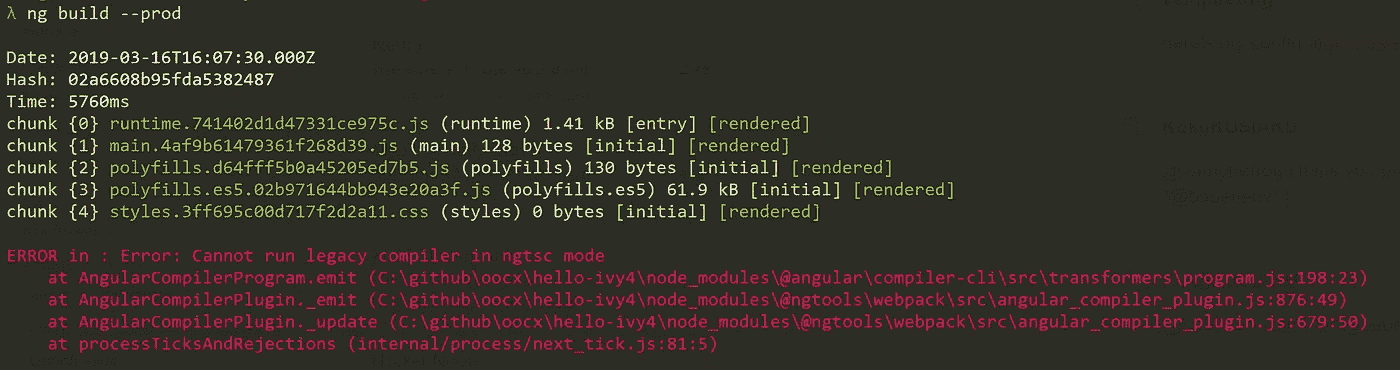 λ ng build --prod
Date: 2019-03-16T16:07:30.000Z
Hash: 02a6608b95fda5382487
Time: 5760ms
chunk {0} runtime.741402d1d47331ce975c.js (runtime) 1.41 kB [entry] [rendered]
chunk {1} main.4af9b61479361f268d39.js (main) 128 bytes [initial] [rendered]
chunk {2} polyfills.d64fff5b0a45205ed7b5.js (polyfills) 130 bytes [initial] [rendered]
chunk {3} polyfills.es5.02b971644bb943e20a3f.js (polyfills.es5) 61.9 kB [initial] [rendered]
chunk {4} styles.3ff695c00d717f2d2a11.css (styles) 0 bytes [initial] [rendered]
ERROR in : Error: Cannot run legacy compiler in ngtsc mode
at AngularCompilerProgram.emit (C:\github\oocx\hello-ivy4\node_modules\@angular\compiler-cli\src\transformers\program.js:198:23)
at AngularCompilerPlugin._emit (C:\github\oocx\hello-ivy4\node_modules\@ngtools\webpack\src\angular_compiler_plugin.js:876:49)
at AngularCompilerPlugin._update (C:\github\oocx\hello-ivy4\node_modules\@ngtools\webpack\src\angular_compiler_plugin.js:679:50)
at processTicksAndRejections (internal/process/next_tick.js:81:5)